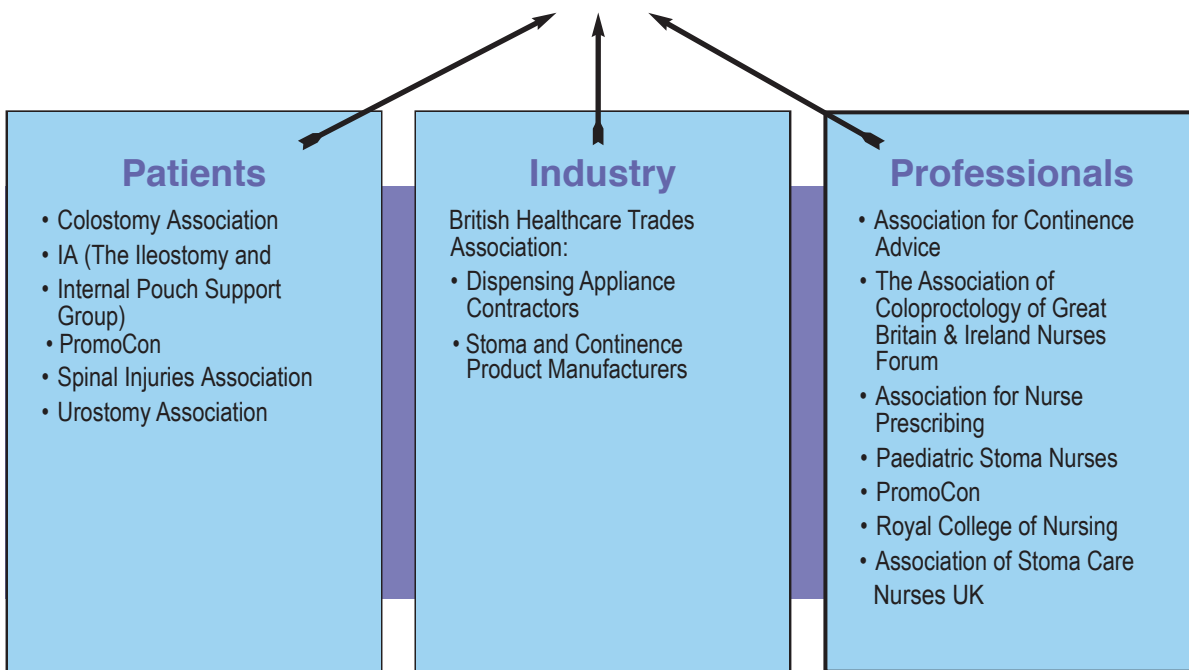 Patients
• Colostomy Association
• IA (The Ileostomy and
• Internal Pouch Support
Group)
• PromoCon
• Spinal Injuries Association
• Urostomy Association
Industry
British Healthcare Trades
Association:
• Dispensing Appliance
Contractors
• Stoma and Continence
Product Manufacturers
Professionals
• Association for Continence
Advice
• The Association of
Coloproctology of Great
Britain & Ireland Nurses
Forum
• Association for Nurse
Prescribing
• Paediatric Stoma Nurses
• PromoCon
• Royal College of Nursing
• Association of Stoma Care
Nurses UK